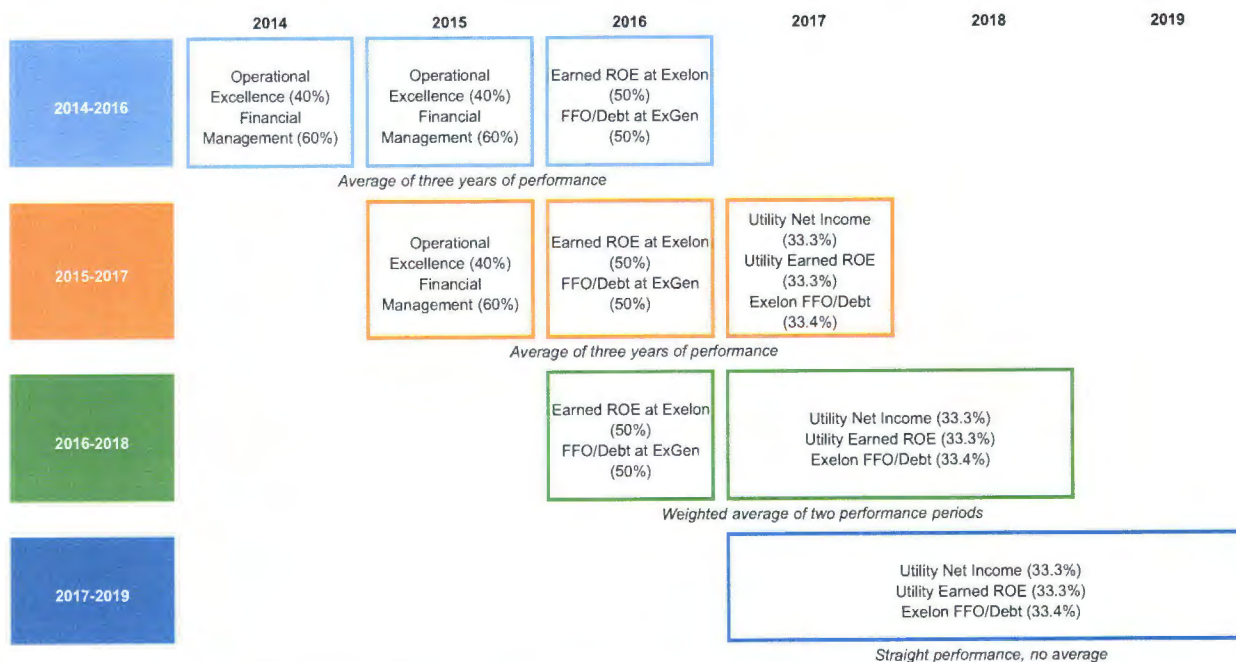 2014 2015 2016 2017 2018 2019
2014-2016
Operational
Excellence (40%)
Financial
Management (60%)
Operational
Excellence (40%)
Financial
Management (60%)
Earned ROE at Exelon
(50%)
FFO/Debt at ExGen
(50%)
Average of three years of performance
2015-2017
Operational
Excellence (40%)
Financial
Management (60%)
Earned ROE at Exelon
(50%)
FFO/Debt at ExGen
(50%)
Utility Net Income
(33.3%)
Utility Earned ROE
(33.3%)
Exelon FFO/Debt
(33.4%)
Average of three years of performance
2016-2018
Earned ROE at Exelon
(50%)
FFO/Debt at ExGen
(50%)
Utility Net Income (33.3%)
Utility Earned ROE (33.3%)
Exelon FFO/Debt (33.4%)
Weighted average of two performance periods
2017-2019
Utility Net Income (33.3%)
Utility Earned ROE (33.3%)
Exelon FFO/Debt (33.4%)
Straight performance, no average